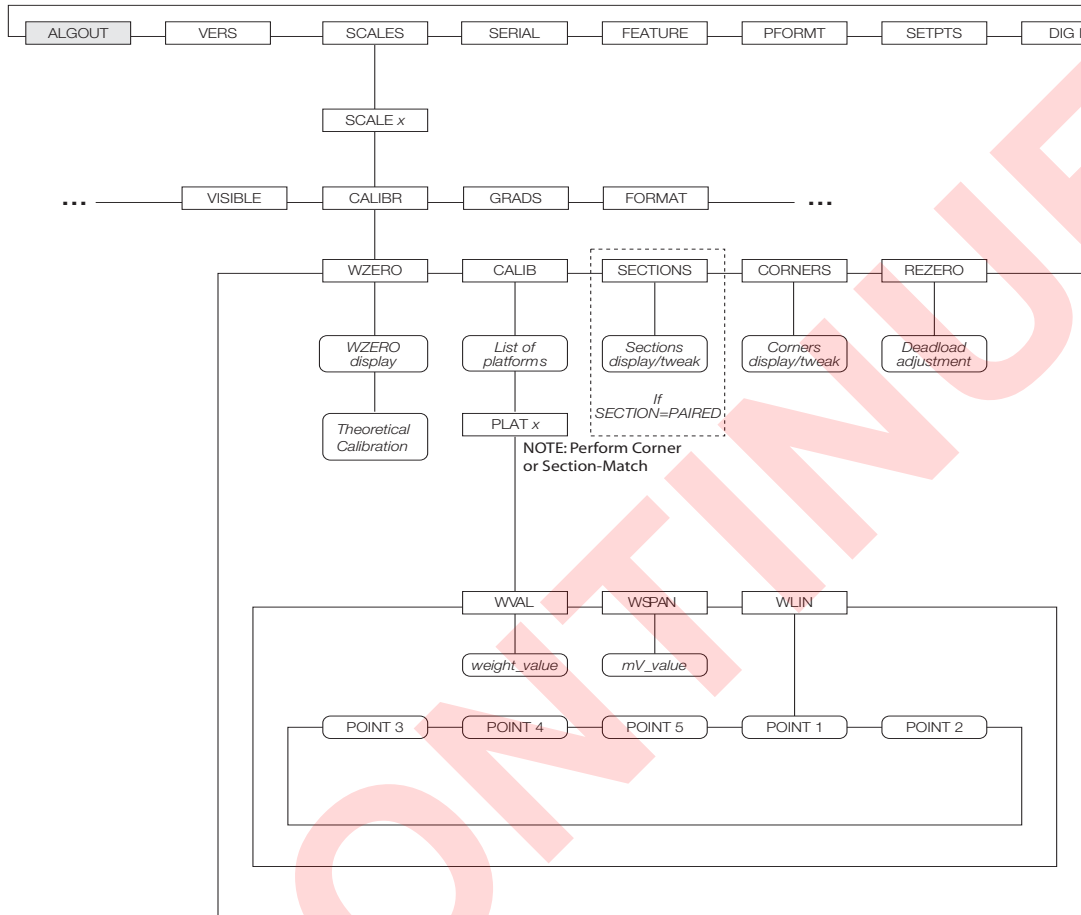 ALGOUT VERS SCALES SERIAL FEATURE PFORMT SETPTS DIG
SCALE x
... VISIBLE CALIBR GRADS FORMAT ...
WZERO CALIB SECTIONS CORNERS REZERO
WZERO
display
List of
platforms
Sections
display/tweak
Corners
display/tweak
Deadload
adjustment
If
SECTION=PAIRED
Theoretical
Calibration
PLAT x
NOTE: Perform Corner
or Section-Match
WVAL WSPAN WLIN
weight_value mV_value
POINT 3 POINT 4 POINT 5 POINT 1 POINT 2
ONTINUE